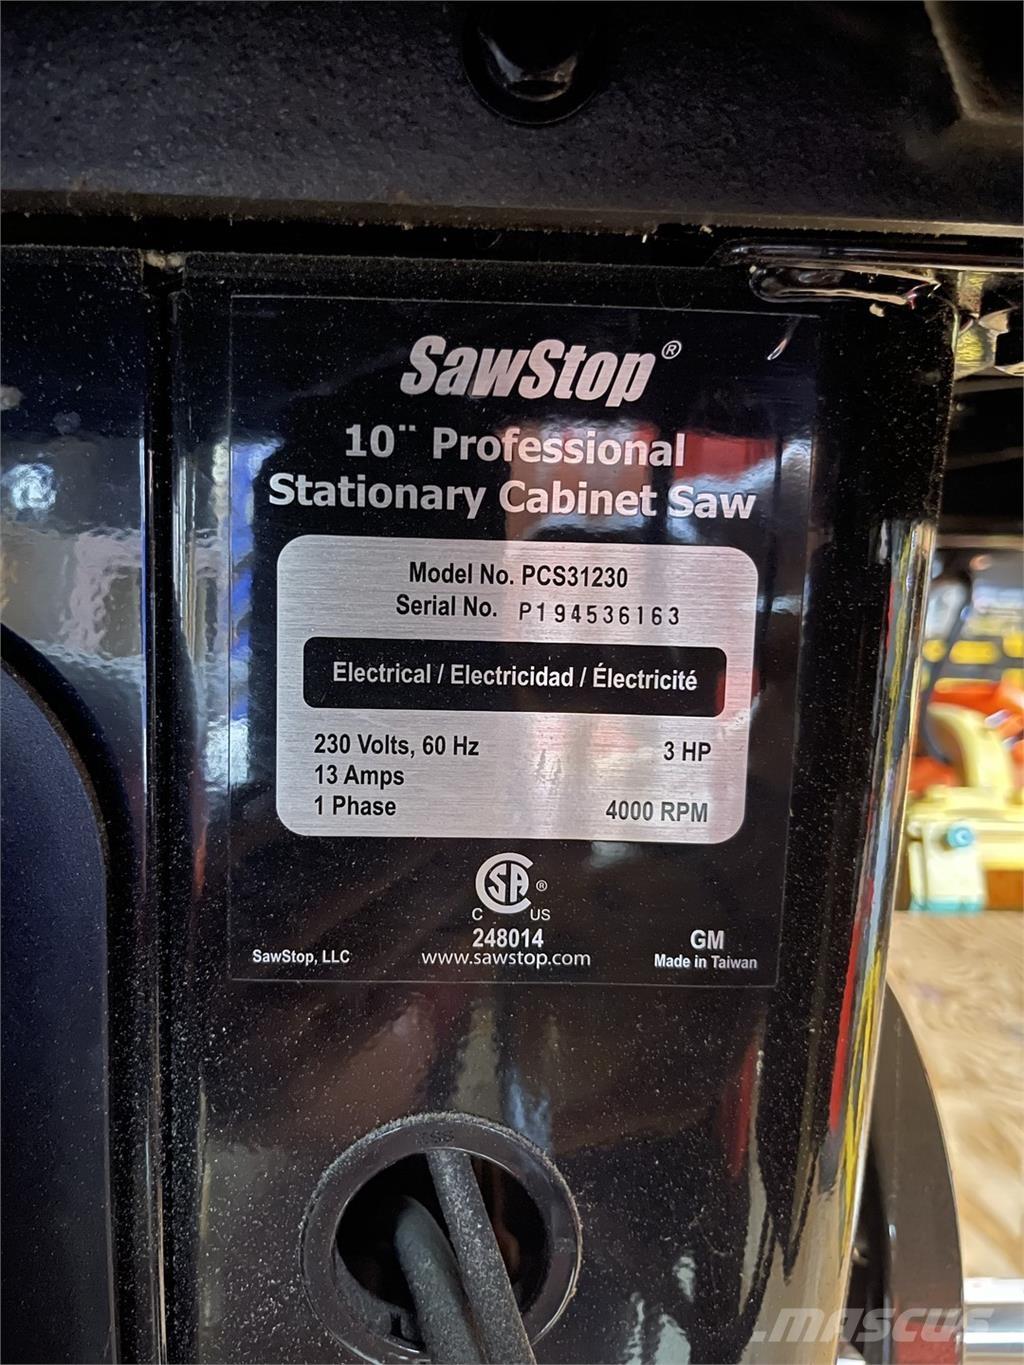 SawStop®
10¨ Professional
Stationary Cabinet Saw
Model No. PCS31230
Serial No. P194536163
Electrical / Electricidad / Électricité
230 Volts, 60 Hz
3 HP
13 Amps
1 Phase
4000 RPM
CSA®
C US
248014
GM
SawStop, LLC
www.sawstop.com
Made in Taiwan
MASCUS